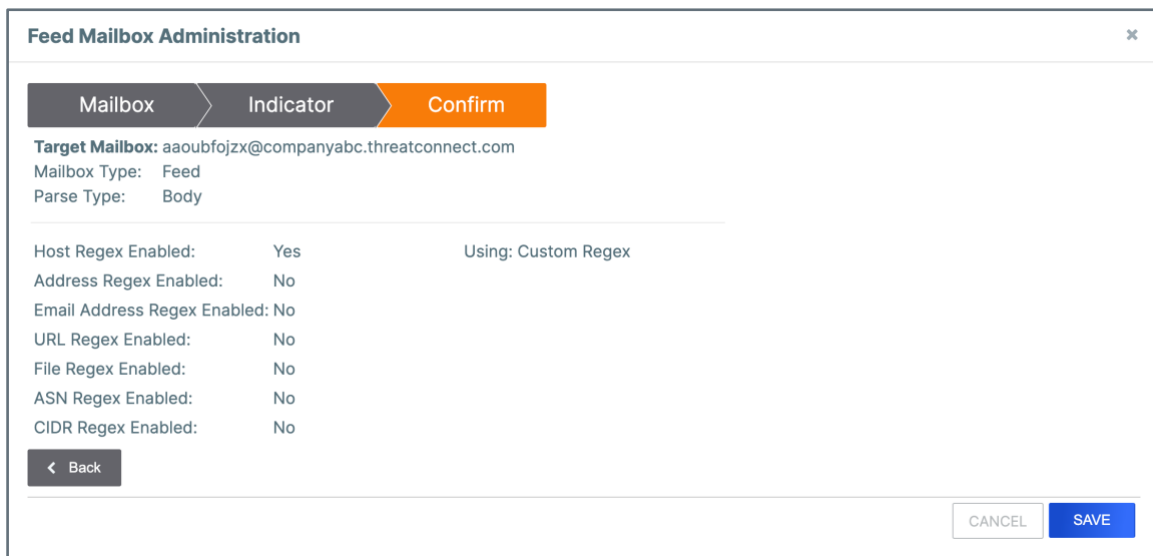 Feed Mailbox Administration
Mailbox Indicator Confirm
Target Mailbox: aaoubfojzx@companyabc.threatconnect.com
Mailbox Type: Feed
Parse Type: Body
Host Regex Enabled: Yes Using: Custom Regex
Address Regex Enabled: No
Email Address Regex Enabled: No
URL Regex Enabled: No
File Regex Enabled: No
ASN Regex Enabled: No
CIDR Regex Enabled: No
Back
CANCEL SAVE